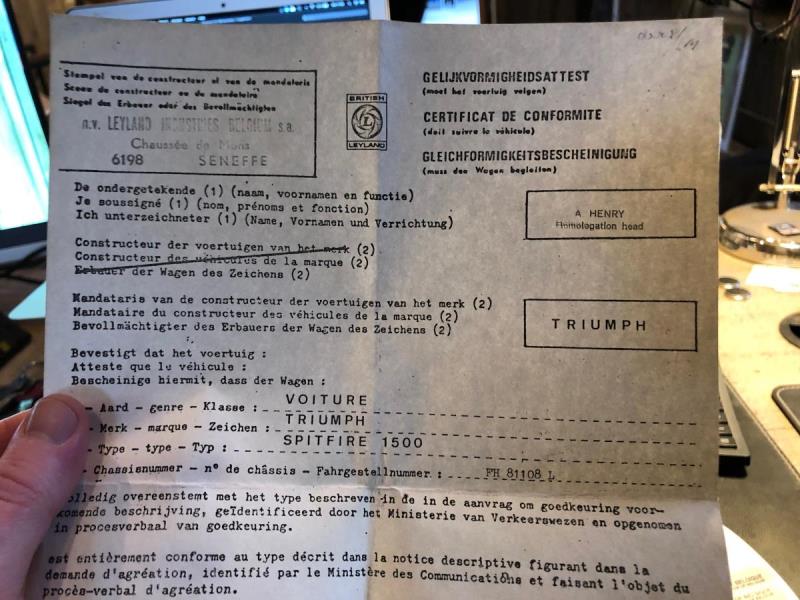 Stempel van de constructeur of van de mandataris
Sceau du constructeur ou du mandataire
Siegel des Erbauer oder des Bevollmächtigten
n.v. LEYLAND INDUSTRIES BELGIUM s.a.
Chaussée de Mons
6198 SENEFFE
BRITISH
L
LEYLAND
GELIJKVORMIGHEIDSATTEST
(moet het voertuig volgen)
CERTIFICAT DE CONFORMITE
(doit suivre le véhicule)
GLEICHFORMIGKEITSBESCHEINIGUNG
(muss den Wagen begleiten)
De ondergetekende (1) (naam, voornamen en functie)
Je soussigné (1) (nom, prénoms et fonction)
Ich unterzeichneter (1) (Name, Vornamen und Verrichtung)
A HENRY
Homologation head
Constructeur der voertuigen van het merk (2)
Constructeur des véhicules de la marque (2)
Erbauer der Wagen des Zeichens (2)
Mandataris van de constructeur der voertuigen van het merk (2)
Mandataire du constructeur des véhicules de la marque (2)
Bevollmächtigter des Erbauers der Wagen des Zeichens (2)
TRIUMPH
Bevestigt dat het voertuig :
Atteste que le véhicule :
Bescheinige hiermit, dass der Wagen :
- Aard - genre - Klasse : VOITURE
- Merk - marque - Zeichen : TRIUMPH
- Type - type - Typ : SPITFIRE 1500
- Chassisnummer - n° de châssis - Fahrgestellnummer : FH 81108 L
olledig overeenstemt met het type beschreven in de in de aanvrag om goedkeuring voor-
komende beschrijving, geïdentificeerd door het Ministerie van Verkeerswezen en opgenomen
in procesverbaal van goedkeuring.
est entièrement conforme au type décrit dans la notice descriptive figurant dans la
demande d'agréation, identifié par le Ministère des Communications et faisant l'objet du
procès-verbal d'agréation.